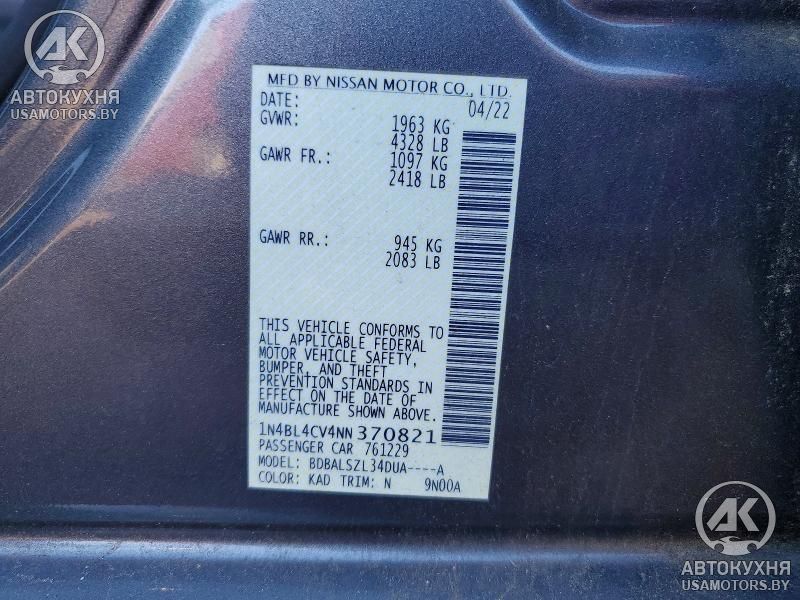 AK
АВТОКУХНЯ
USAMOTORS.BY
MFD BY NISSAN MOTOR CO., LTD.
DATE: 04/22
GVWR: 1963 KG
4328 LB
GAWR FR.: 1097 KG
2418 LB
GAWR RR.: 945 KG
2083 LB
THIS VEHICLE CONFORMS TO
ALL APPLICABLE FEDERAL
MOTOR VEHICLE SAFETY,
BUMPER, AND THEFT
PREVENTION STANDARDS IN
EFFECT ON THE DATE OF
MANUFACTURE SHOWN ABOVE.
1N4BL4CV4NN370821
PASSENGER CAR 761229
MODEL: BDBALSZL34DUA----A
COLOR: KAD TRIM: N 9N00A
AK
АВТОКУХНЯ
USAMOTORS.BY